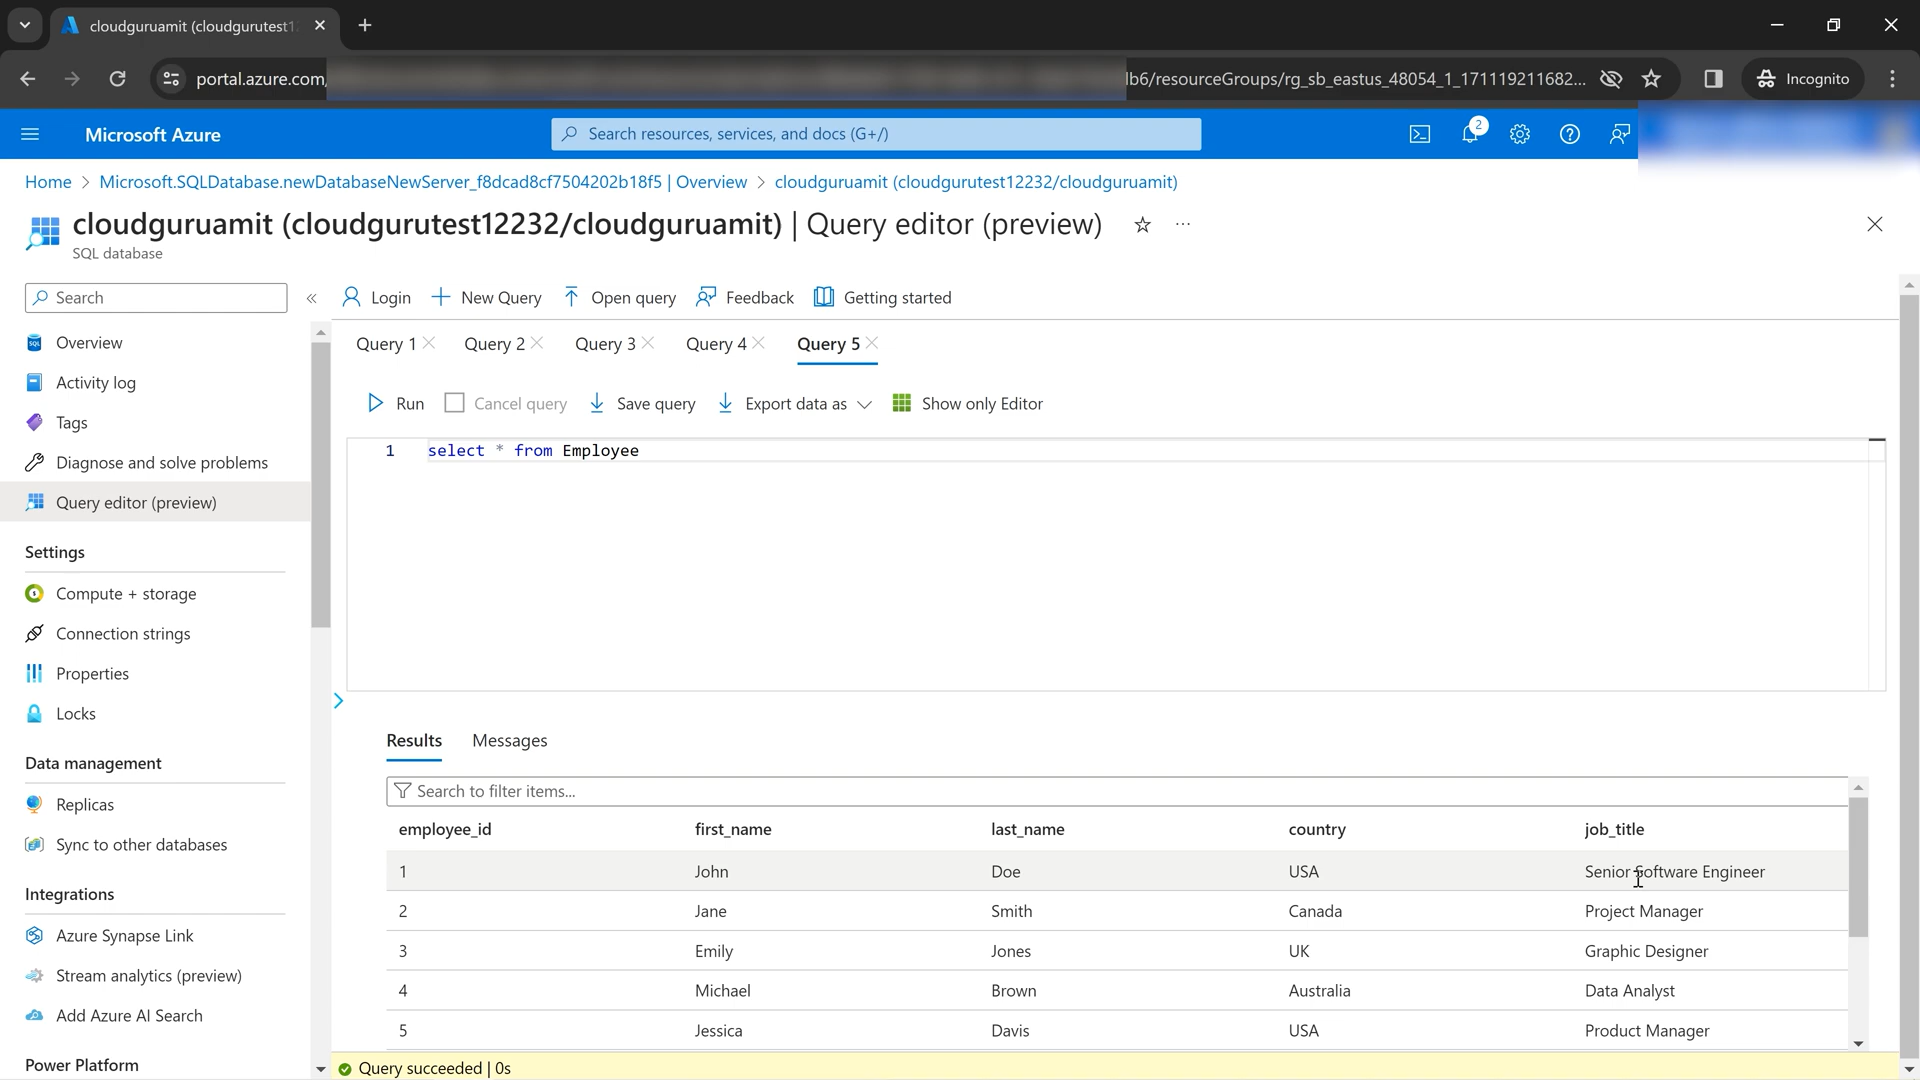 cloudguruamit (cloudgurutest1
portal.azure.com/
lb6/resourceGroups/rg_sb_eastus_48054_1_171119211682...
Incognito
Microsoft Azure
Search resources, services, and docs (G+/)
2
Home > Microsoft.SQLDatabase.newDatabaseNewServer_f8dcad8cf7504202b18f5 | Overview > cloudguruamit (cloudgurutest12232/cloudguruamit)
cloudguruamit (cloudgurutest12232/cloudguruamit) | Query editor (preview)
SQL database
Search
Login
New Query
Open query
Feedback
Getting started
Overview
Activity log
Tags
Diagnose and solve problems
Query editor (preview)
Settings
Compute + storage
Connection strings
Properties
Locks
Data management
Replicas
Sync to other databases
Integrations
Azure Synapse Link
Stream analytics (preview)
Add Azure AI Search
Power Platform
Query 1
Query 2
Query 3
Query 4
Query 5
Run
Cancel query
Save query
Export data as
Show only Editor
1 select * from Employee
Results
Messages
Search to filter items...
employee_id first_name last_name country job_title
1 John Doe USA Senior Software Engineer
2 Jane Smith Canada Project Manager
3 Emily Jones UK Graphic Designer
4 Michael Brown Australia Data Analyst
5 Jessica Davis USA Product Manager
Query succeeded | 0s